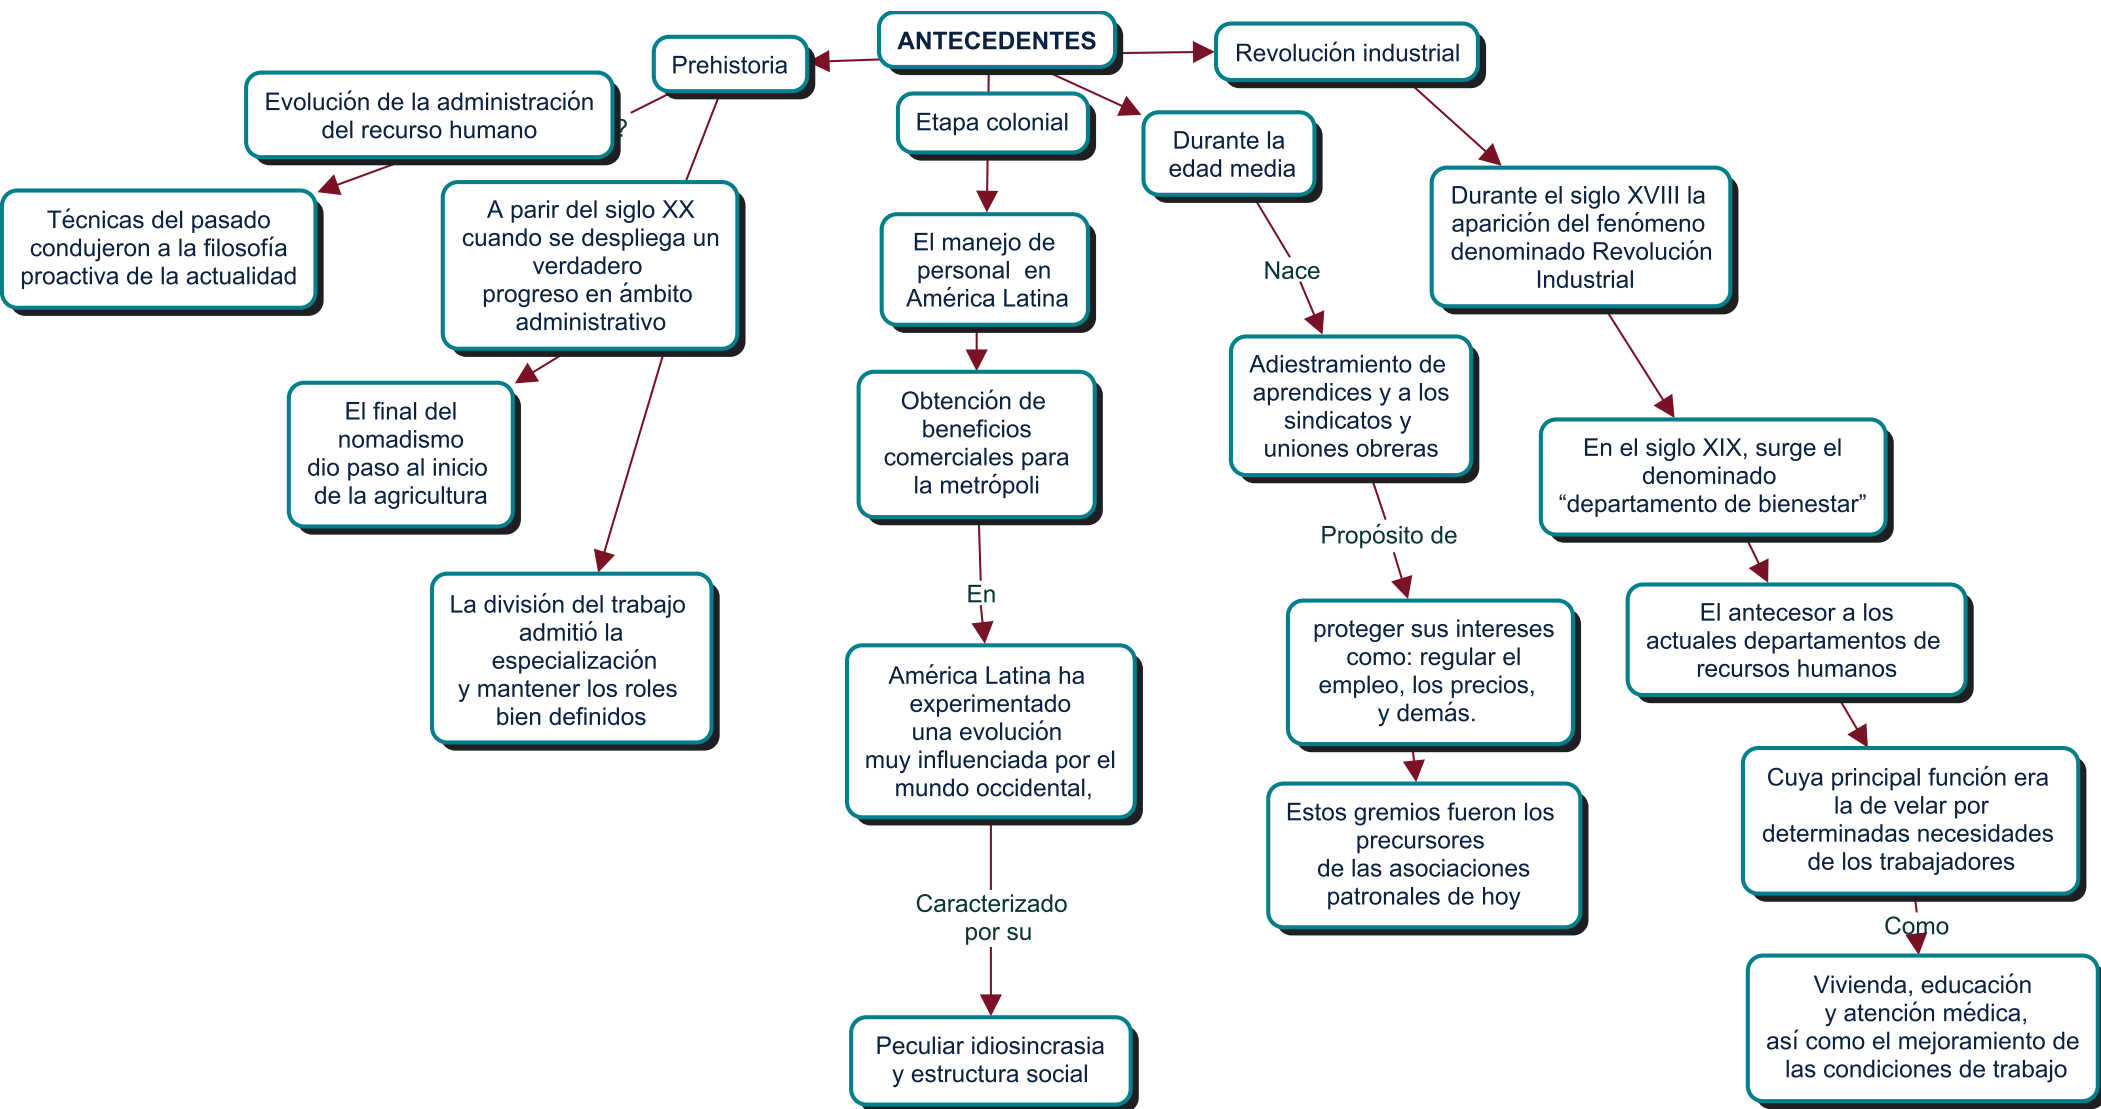 ANTECEDENTES
Prehistoria
Evolución de la administración
del recurso humano
?
Técnicas del pasado
condujeron a la filosofía
proactiva de la actualidad
A parir del siglo XX
cuando se despliega un
verdadero
progreso en ámbito
administrativo
El final del
nomadismo
dio paso al inicio
de la agricultura
La división del trabajo
admitió la
especialización
y mantener los roles
bien definidos
Etapa colonial
El manejo de
personal en
América Latina
Obtención de
beneficios
comerciales para
la metrópoli
En
América Latina ha
experimentado
una evolución
muy influenciada por el
mundo occidental,
Caracterizado
por su
Peculiar idiosincrasia
y estructura social
Durante la
edad media
Nace
Adiestramiento de
aprendices y a los
sindicatos y
uniones obreras
Propósito de
proteger sus intereses
como: regular el
empleo, los precios,
y demás.
Estos gremios fueron los
precursores
de las asociaciones
patronales de hoy
Revolución industrial
Durante el siglo XVIII la
aparición del fenómeno
denominado Revolución
Industrial
En el siglo XIX, surge el
denominado
“departamento de bienestar”
El antecesor a los
actuales departamentos de
recursos humanos
Cuya principal función era
la de velar por
determinadas necesidades
de los trabajadores
Como
Vivienda, educación
y atención médica,
así como el mejoramiento de
las condiciones de trabajo